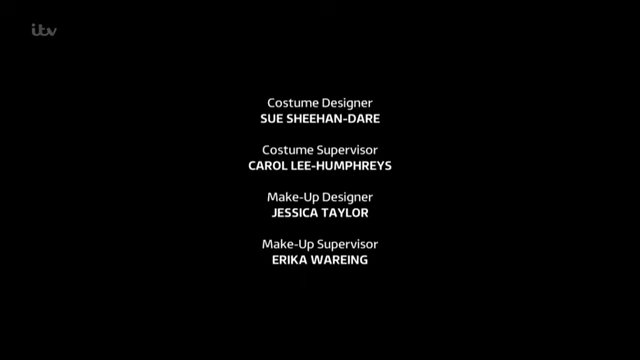 itv
Costume Designer
SUE SHEEHAN-DARE
Costume Supervisor
CAROL LEE-HUMPHREYS
Make-Up Designer
JESSICA TAYLOR
Make-Up Supervisor
ERIKA WAREING